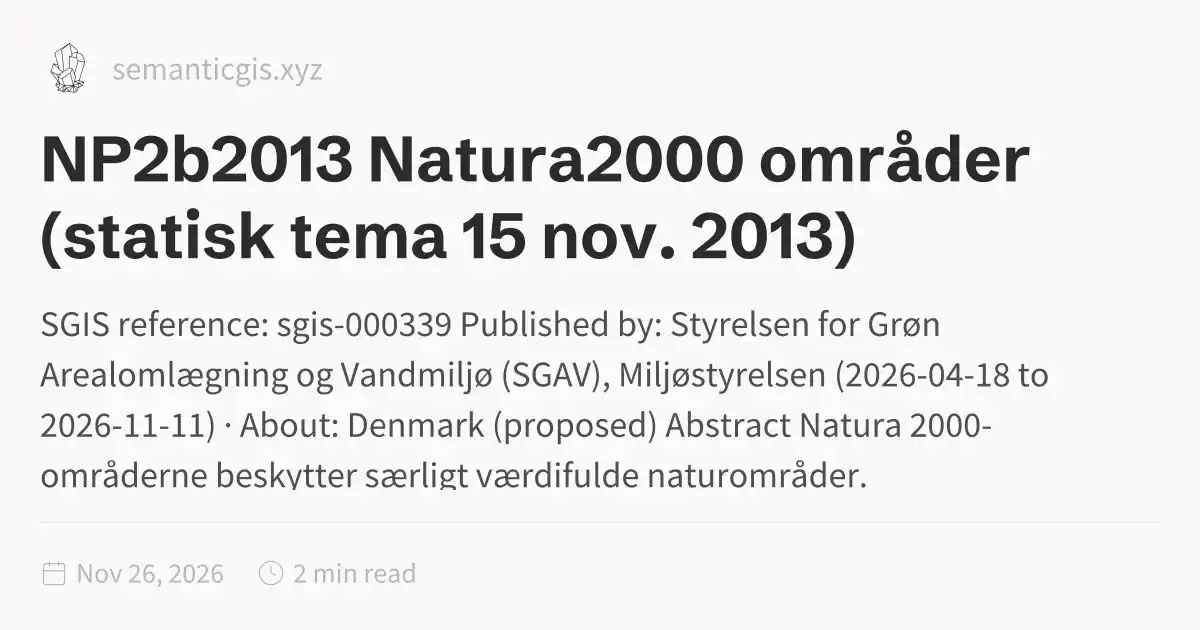 semanticgis.xyz
NP2b2013 Natura2000 områder
(statisk tema 15 nov. 2013)
SGIS reference: sgis-000339 Published by: Styrelsen for Grøn
Arealomlægning og Vandmiljø (SGAV), Miljøstyrelsen (2026-04-18 to
2026-11-11) · About: Denmark (proposed) Abstract Natura 2000-
områderne beskytter særligt værdifulde naturområder.
Nov 26, 2026 2 min read